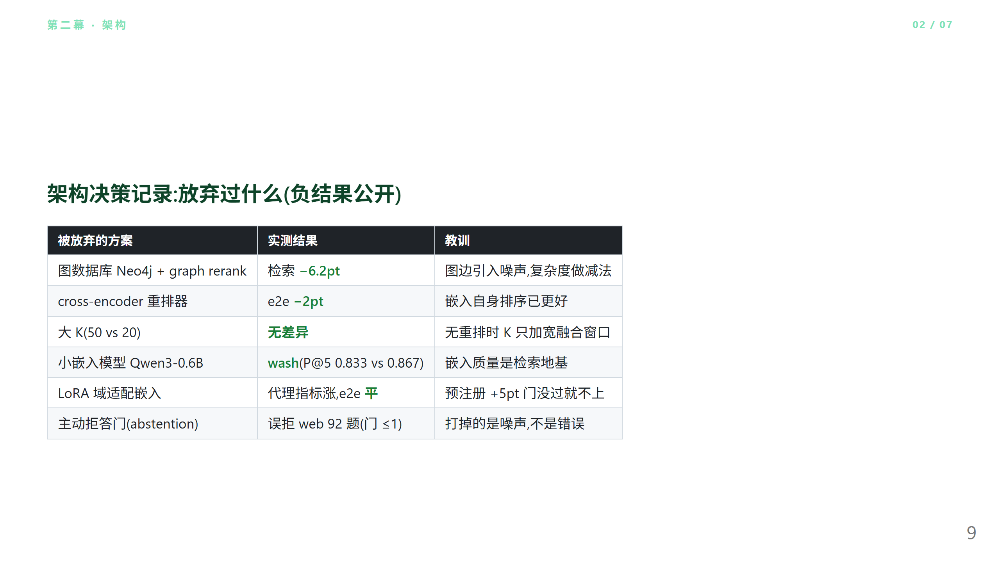 第二幕 · 架构
02 / 07
架构决策记录:放弃过什么(负结果公开)
被放弃的方案 实测结果 教训
图数据库 Neo4j + graph rerank 检索 −6.2pt 图边引入噪声,复杂度做减法
cross-encoder 重排器 e2e −2pt 嵌入自身排序已更好
大 K(50 vs 20) 无差异 无重排时 K 只加宽融合窗口
小嵌入模型 Qwen3-0.6B wash(P@5 0.833 vs 0.867) 嵌入质量是检索地基
LoRA 域适配嵌入 代理指标涨,e2e 平 预注册 +5pt 门没过就不上
主动拒答门(abstention) 误拒 web 92 题(门 ≤1) 打掉的是噪声,不是错误
9